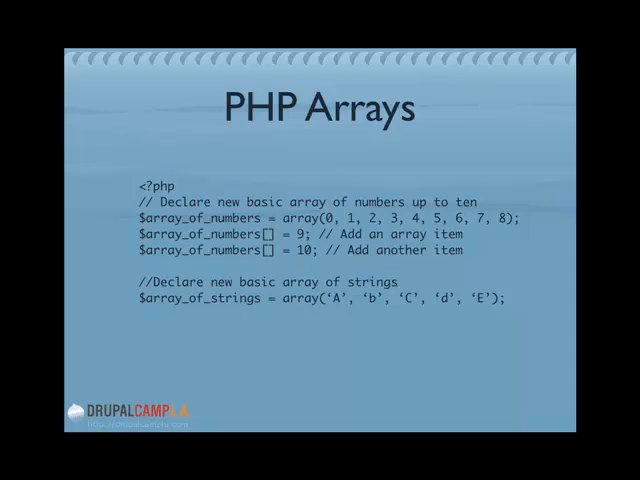 PHP Arrays
<?php
// Declare new basic array of numbers up to ten
$array_of_numbers = array(0, 1, 2, 3, 4, 5, 6, 7, 8);
$array_of_numbers[] = 9; // Add an array item
$array_of_numbers[] = 10; // Add another item
//Declare new basic array of strings
$array_of_strings = array(‘A’, ‘b’, ‘C’, ‘d’, ‘E’);
DRUPALCAMPL.A.